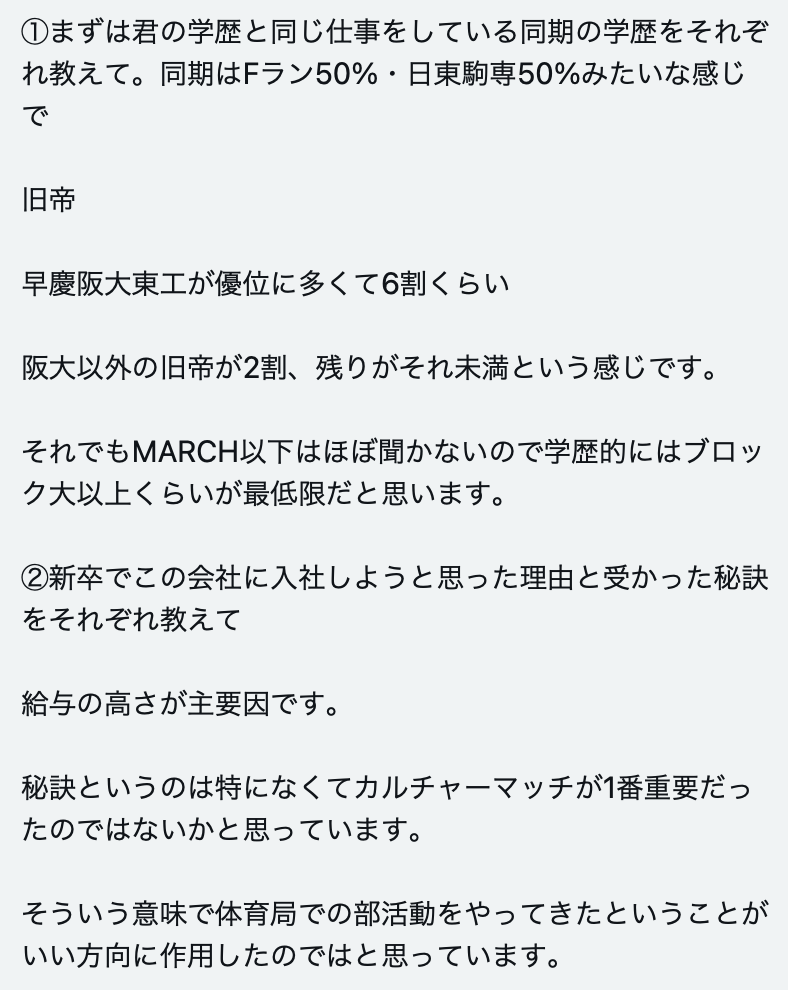 ①まずは君の学歴と同じ仕事をしている同期の学歴をそれぞ
れ教えて。同期はFラン50%・日東駒専50%みたいな感じ
で
旧帝
早慶阪大東工が優位に多くて6割くらい
阪大以外の旧帝が2割、残りがそれ未満という感じです。
それでもMARCH以下はほぼ聞かないので学歴的にはブロッ
ク大以上くらいが最低限だと思います。
②新卒でこの会社に入社しようと思った理由と受かった秘訣
をそれぞれ教えて
給与の高さが主要因です。
秘訣というのは特になくてカルチャーマッチが1番重要だっ
たのではないかと思っています。
そういう意味で体育局での部活動をやってきたということが
いい方向に作用したのではと思っています。